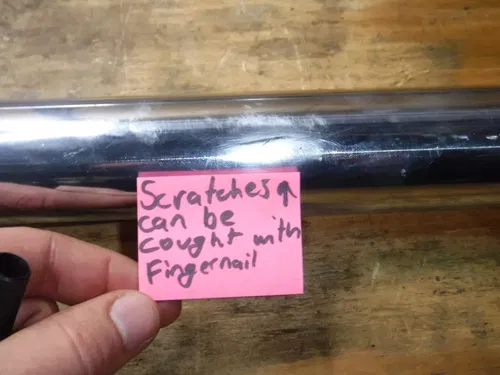 Scratches ↑
can be
cought with
Fingernail